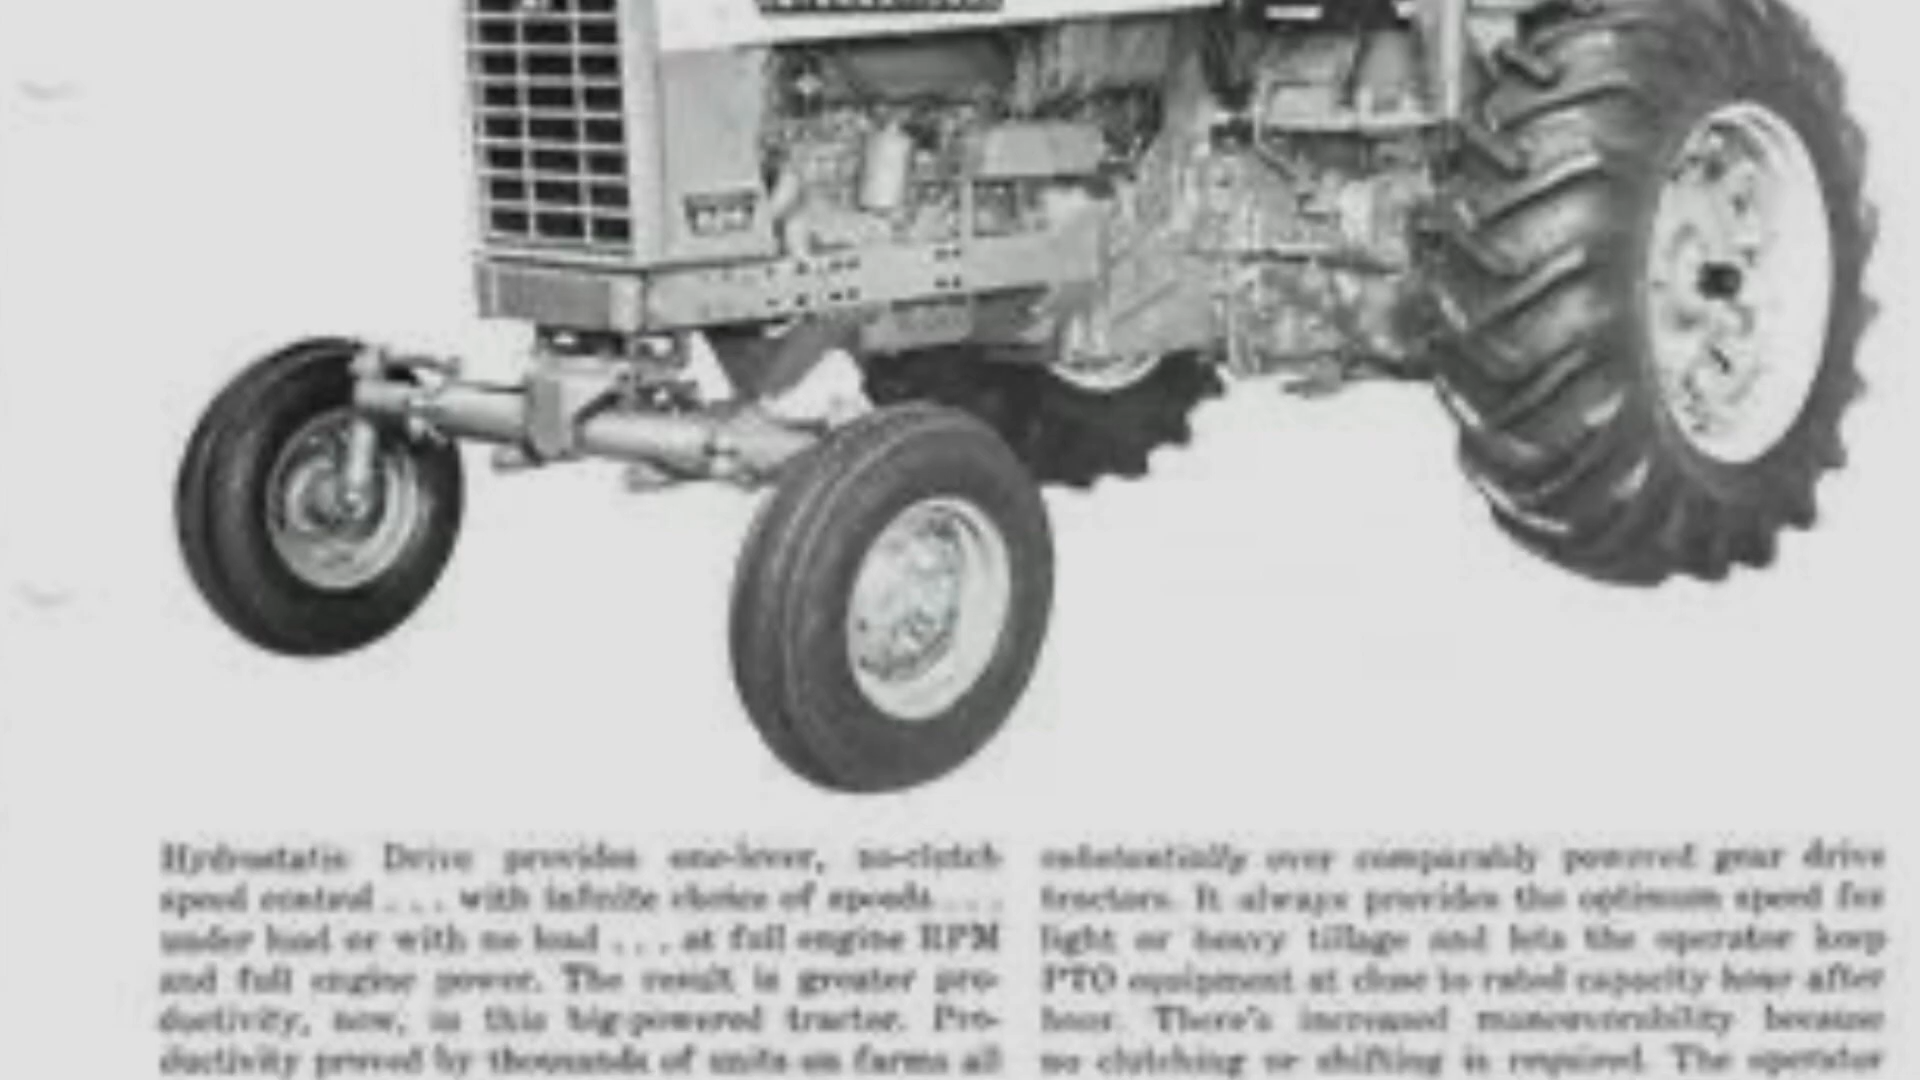 Hydrostatic Drive provides one-lever, no-clutch
speed control . . . with infinite choice of speeds . . .
under load or with no load . . . at full engine RPM
and full engine power. The result is greater pro-
ductivity, now, in this big-powered tractor. Pro-
ductivity proved by thousands of units on farms all
substantially over comparably powered gear drive
tractors. It always provides the optimum speed for
light or heavy tillage and lets the operator keep
PTO equipment at close to rated capacity hour after
hour. There's increased maneuverability because
no clutching or shifting is required. The operator